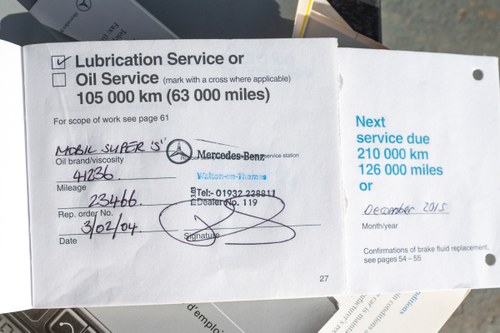 ☑ Lubrication Service or
☐ Oil Service (mark with a cross where applicable)
105 000 km (63 000 miles)
For scope of work see page 61
MOBIL SUPER 'S'
Oil brand/viscosity
41236.
Mileage
23466.
Rep. order No.
3/02/04.
Date
Mercedes-Benz
service station
Walton-on-Thames
Tel:- 01932 228811
Dealer No. 119
Signature
27
Next
service due
210 000 km
126 000 miles
or
December 2015
Month/year
Confirmations of brake fluid replacement,
see pages 54 – 55
d'emploi